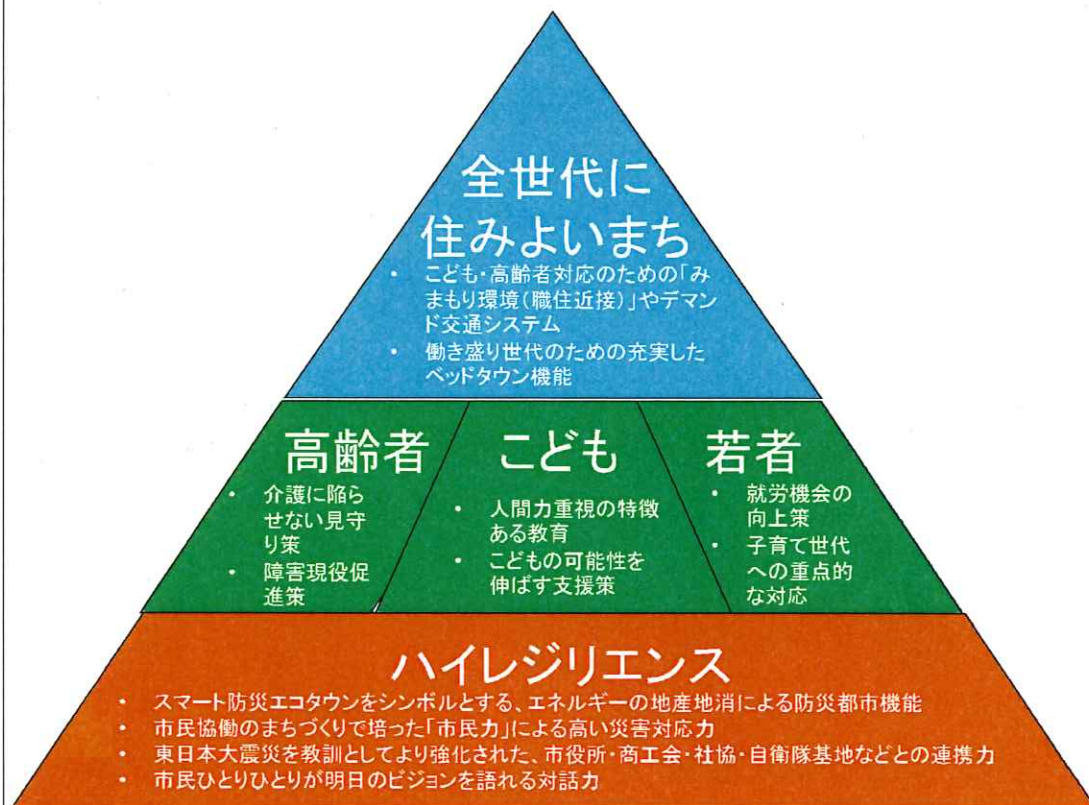 全世代に
住みよいまち
・ こども・高齢者対応のための「み
まもり環境(職住近接)」やデマン
ド交通システム
・ 働き盛り世代のための充実した
ベッドタウン機能
高齢者
・ 介護に陥ら
せない見守
り策
・ 障害現役促
進策
こども
・ 人間力重視の特徴
ある教育
・ こどもの可能性を
伸ばす支援策
若者
・ 就労機会の
向上策
・ 子育て世代
への重点的
な対応
ハイレジリエンス
・ スマート防災エコタウンをシンボルとする、エネルギーの地産地消による防災都市機能
・ 市民協働のまちづくりで培った「市民力」による高い災害対応力
・ 東日本大震災を教訓としてより強化された、市役所・商工会・社協・自衛隊基地などとの連携力
・ 市民ひとりひとりが明日のビジョンを語れる対話力